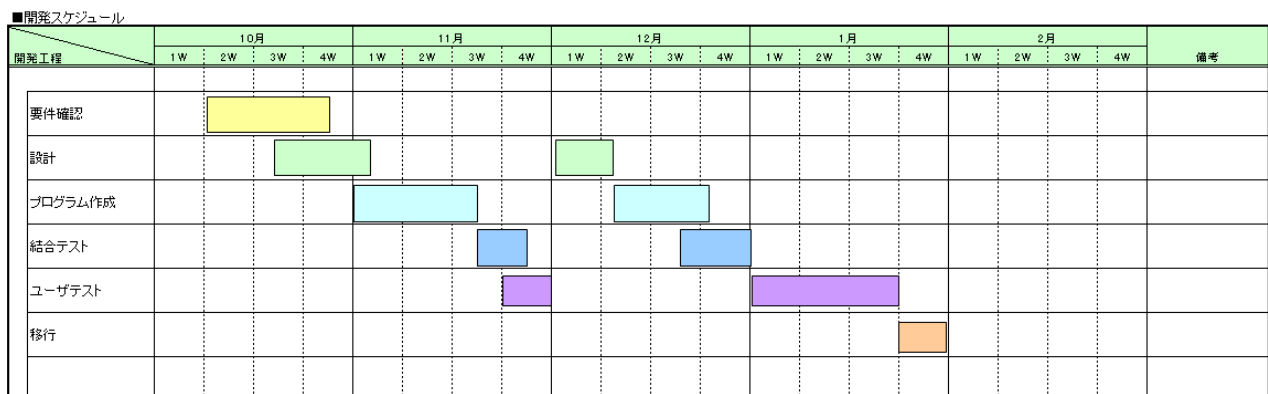 ■開発スケジュール
10月 11月 12月 1月 2月
開発工程 1W 2W 3W 4W 1W 2W 3W 4W 1W 2W 3W 4W 1W 2W 3W 4W 1W 2W 3W 4W 備考
要件確認
設計
プログラム作成
結合テスト
ユーザテスト
移行